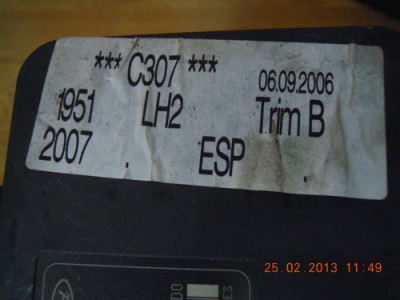 *** C307 *** 06.09.2006
1951 LH2 Trim B
2007 . ESP .
25.02.2013 11:49